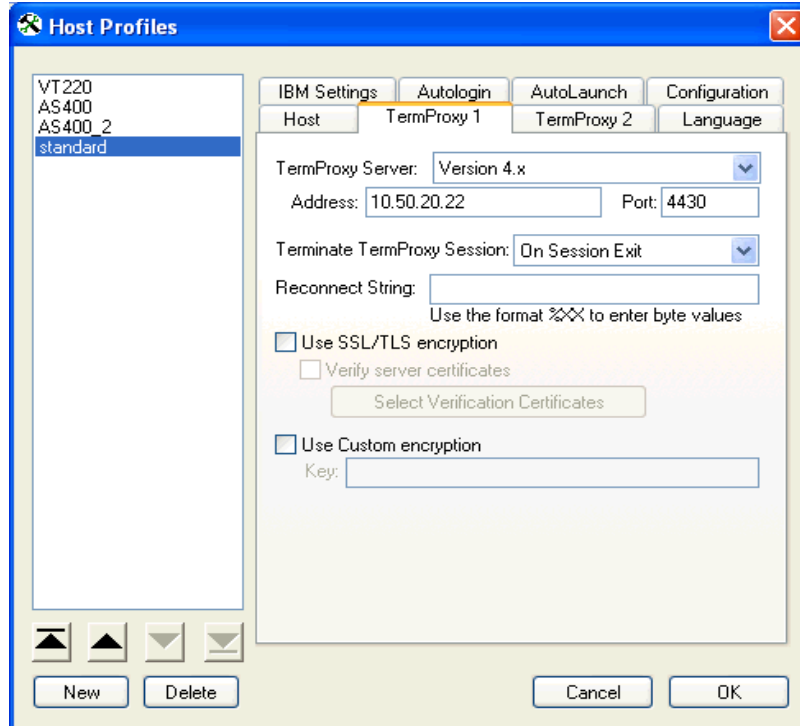 Host Profiles
VT220
AS400
AS400_2
standard
IBM Settings Autologin AutoLaunch Configuration
Host TermProxy 1 TermProxy 2 Language
TermProxy Server: Version 4.x
Address: 10.50.20.22 Port: 4430
Terminate TermProxy Session: On Session Exit
Reconnect String:
Use the format %XX to enter byte values
Use SSL/TLS encryption
Verify server certificates
Select Verification Certificates
Use Custom encryption
Key:
New Delete Cancel OK